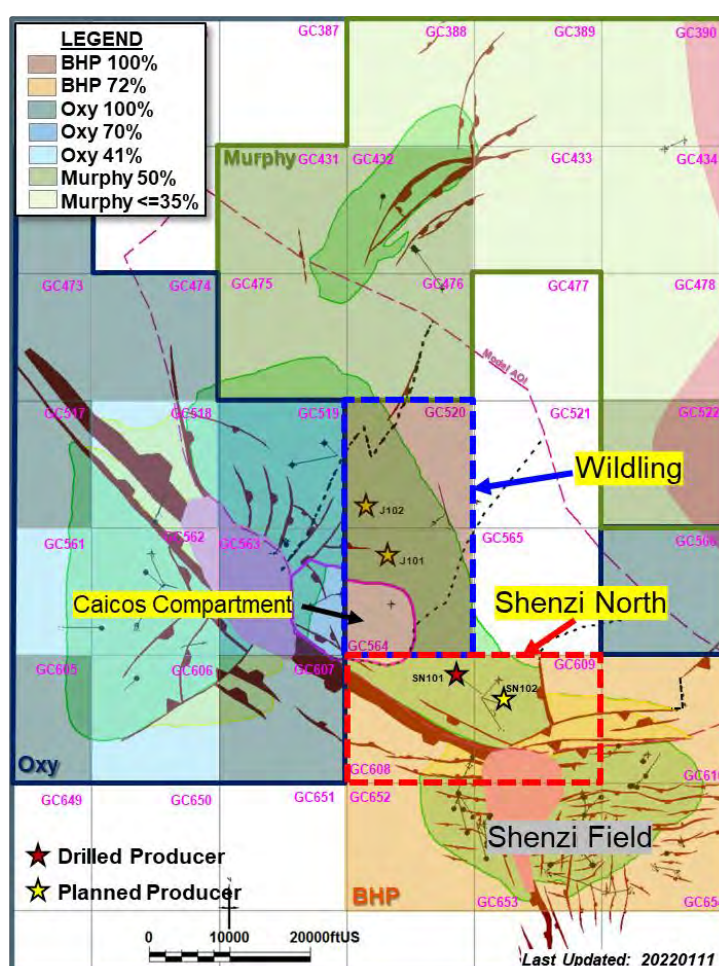 LEGEND
BHP 100%
BHP 72%
Oxy 100%
Oxy 70%
Oxy 41%
Murphy 50%
Murphy <=35%
GC387
GC388
GC389
GC390
Murphy
GC431
GC432
GC433
GC434
GC473
GC474
GC475
GC476
GC477
GC478
Model AOI
GC517
GC518
GC519
GC520
GC521
GC522
Wildling
J102
GC561
GC562
GC563
GC565
J101
Caicos Compartment
Shenzi North
GC564
GC605
GC606
GC607
GC609
SN101
SN102
Oxy
GC608
GC610
GC649
GC650
GC651
GC652
Shenzi Field
Drilled Producer
Planned Producer
BHP
GC653
GC654
0 10000 20000ftUS
Last Updated: 20220111